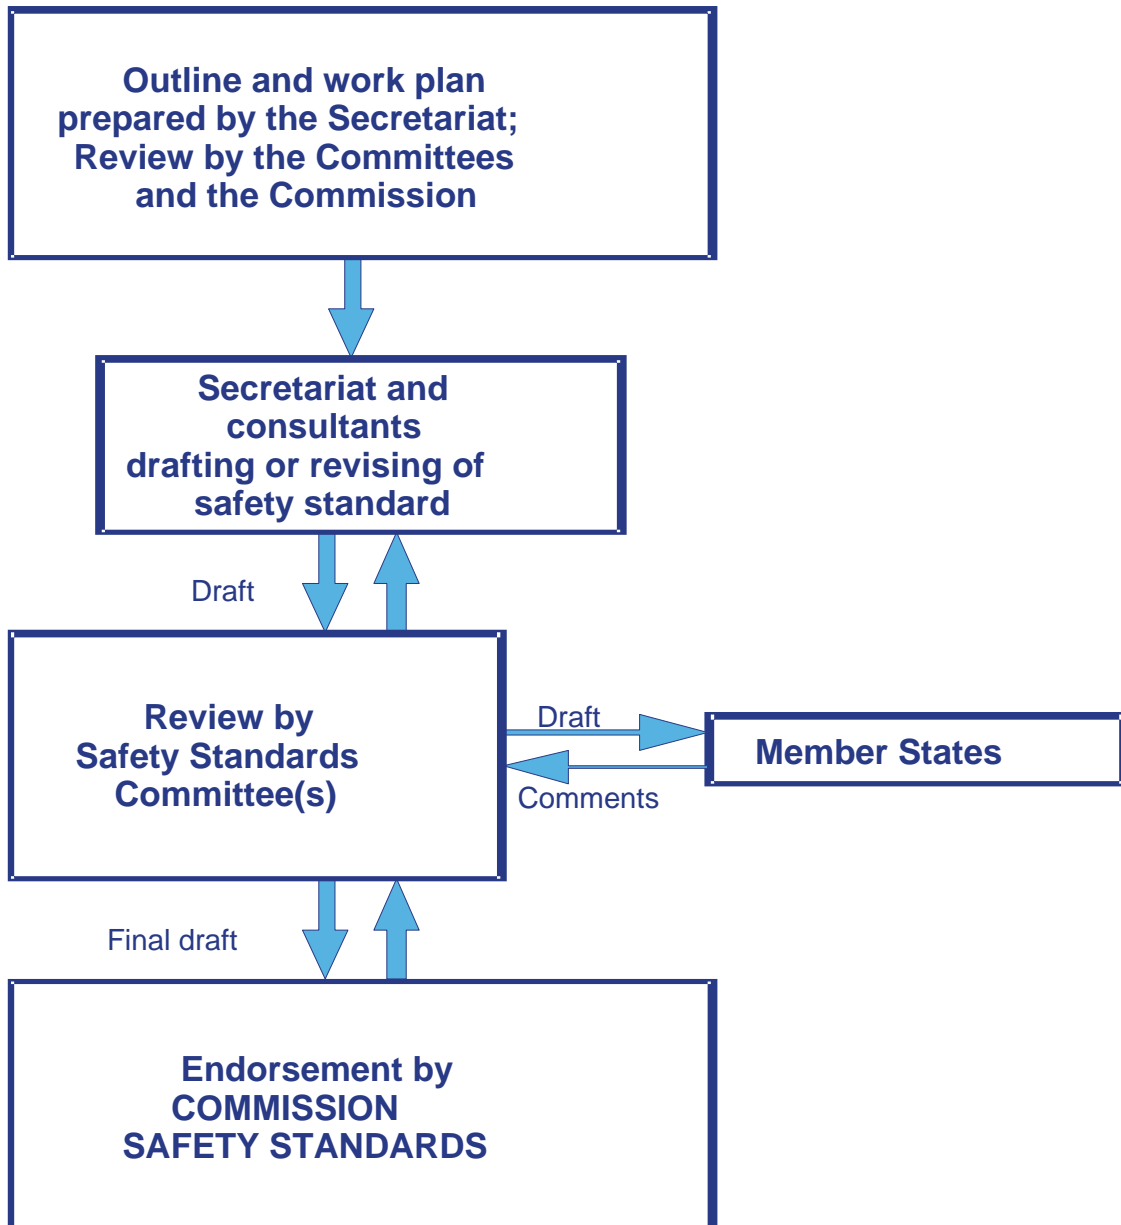 Outline and work plan
prepared by the Secretariat;
Review by the Committees
and the Commission
Secretariat and
consultants
drafting or revising of
safety standard
Draft
Review by
Safety Standards
Committee(s)
Draft
Member States
Comments
Final draft
Endorsement by
COMMISSION
SAFETY STANDARDS